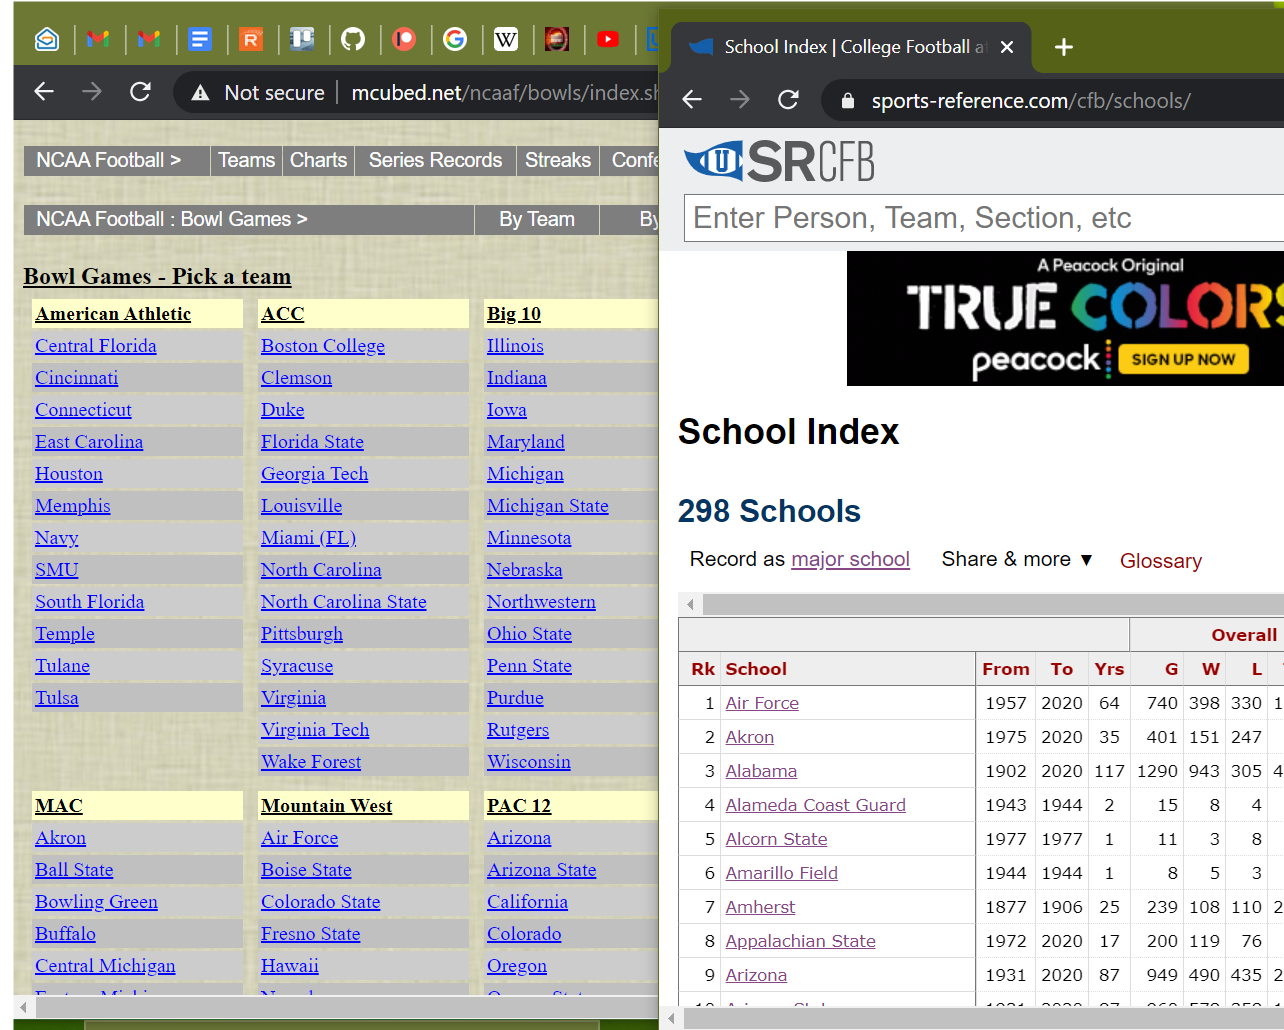 Not secure | mcubed.net/ncaaf/bowls/index.sh
NCAA Football > Teams Charts Series Records Streaks Confe
NCAA Football : Bowl Games > By Team By
Bowl Games - Pick a team
American Athletic ACC Big 10
Central Florida Boston College Illinois
Cincinnati Clemson Indiana
Connecticut Duke Iowa
East Carolina Florida State Maryland
Houston Georgia Tech Michigan
Memphis Louisville Michigan State
Navy Miami (FL) Minnesota
SMU North Carolina Nebraska
South Florida North Carolina State Northwestern
Temple Pittsburgh Ohio State
Tulane Syracuse Penn State
Tulsa Virginia Purdue
Virginia Tech Rutgers
Wake Forest Wisconsin
MAC Mountain West PAC 12
Akron Air Force Arizona
Ball State Boise State Arizona State
Bowling Green Colorado State California
Buffalo Fresno State Colorado
Central Michigan Hawaii Oregon
School Index | College Football a
sports-reference.com/cfb/schools/
U SRCFB
Enter Person, Team, Section, etc
A Peacock Original
TRUE COLORS
peacock SIGN UP NOW
School Index
298 Schools
Record as major school Share & more ▼ Glossary
Overall
Rk School From To Yrs G W L
1 Air Force 1957 2020 64 740 398 330 1
2 Akron 1975 2020 35 401 151 247
3 Alabama 1902 2020 117 1290 943 305 4
4 Alameda Coast Guard 1943 1944 2 15 8 4
5 Alcorn State 1977 1977 1 11 3 8
6 Amarillo Field 1944 1944 1 8 5 3
7 Amherst 1877 1906 25 239 108 110 2
8 Appalachian State 1972 2020 17 200 119 76
9 Arizona 1931 2020 87 949 490 435 2